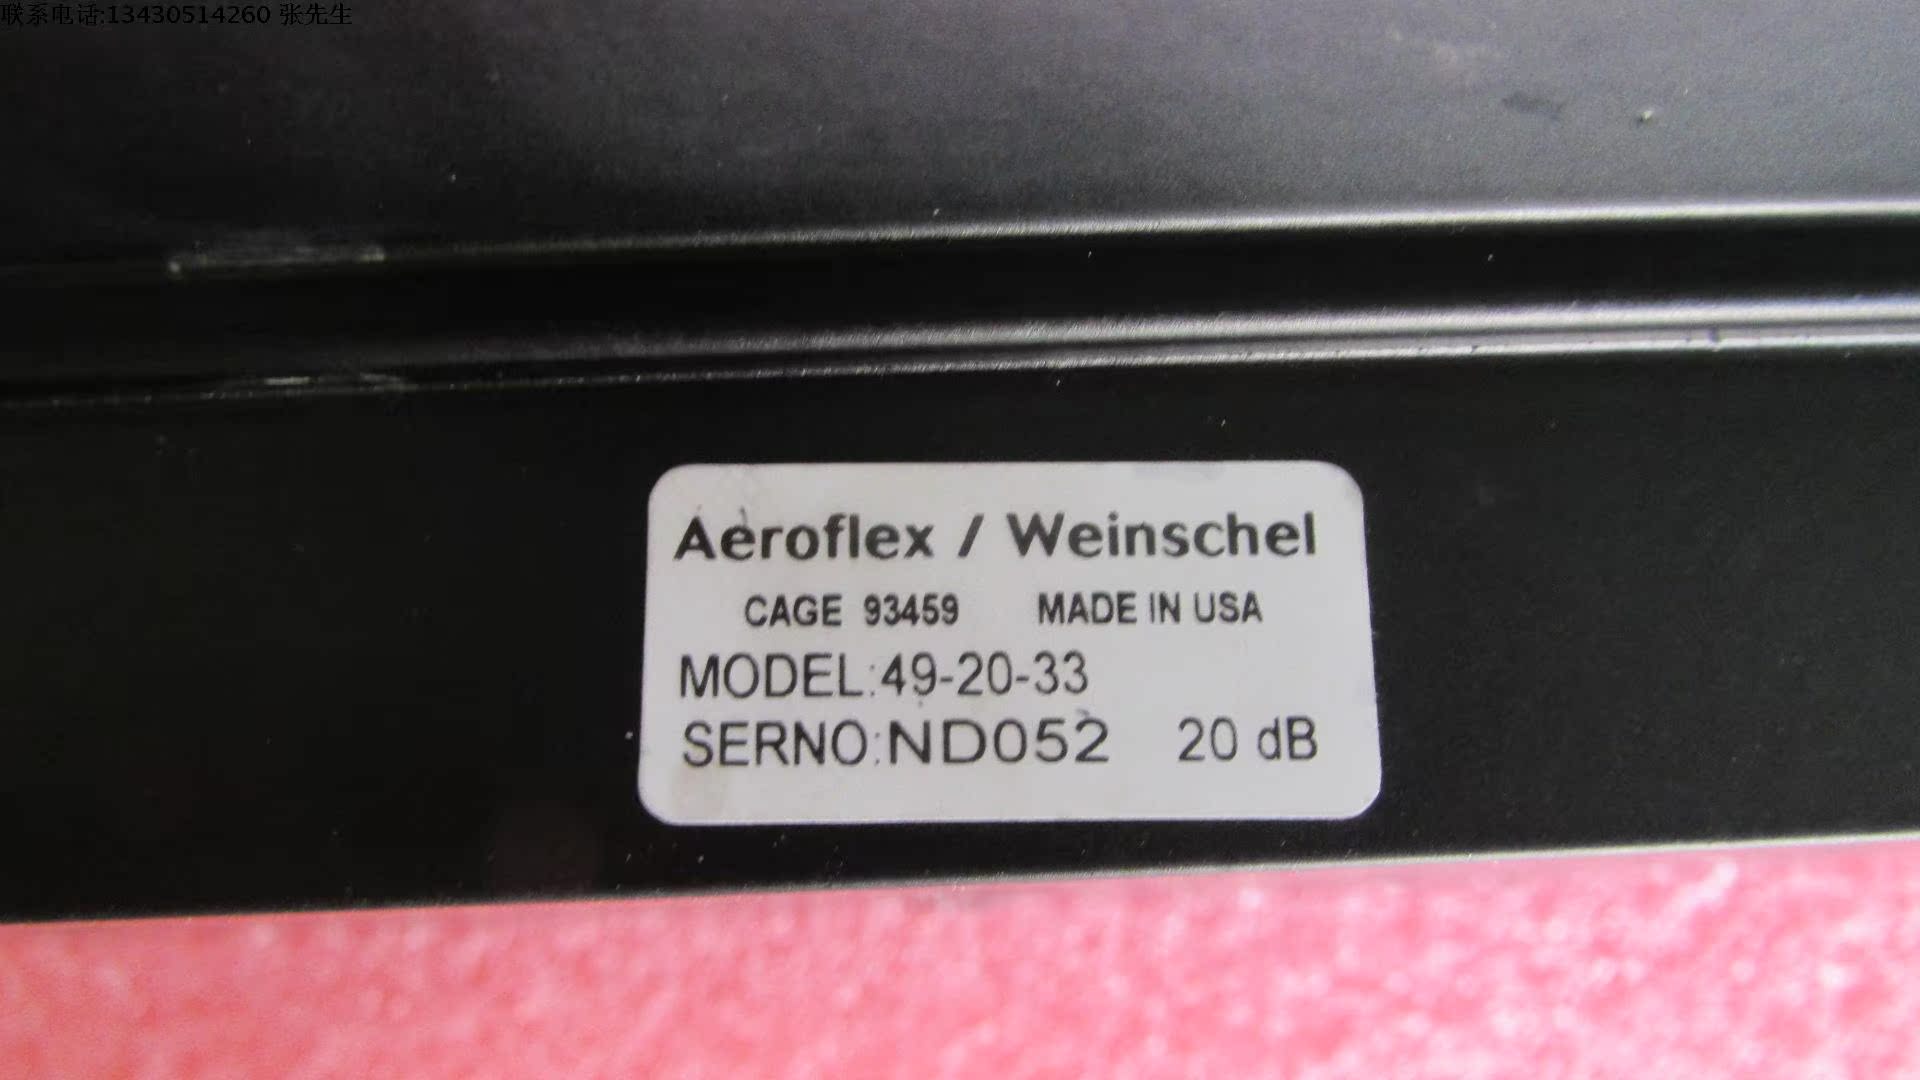 联系电话:13430514260 张先生
Aeroflex / Weinschel
CAGE 93459 MADE IN USA
MODEL:49-20-33
SERNO:ND052 20 dB